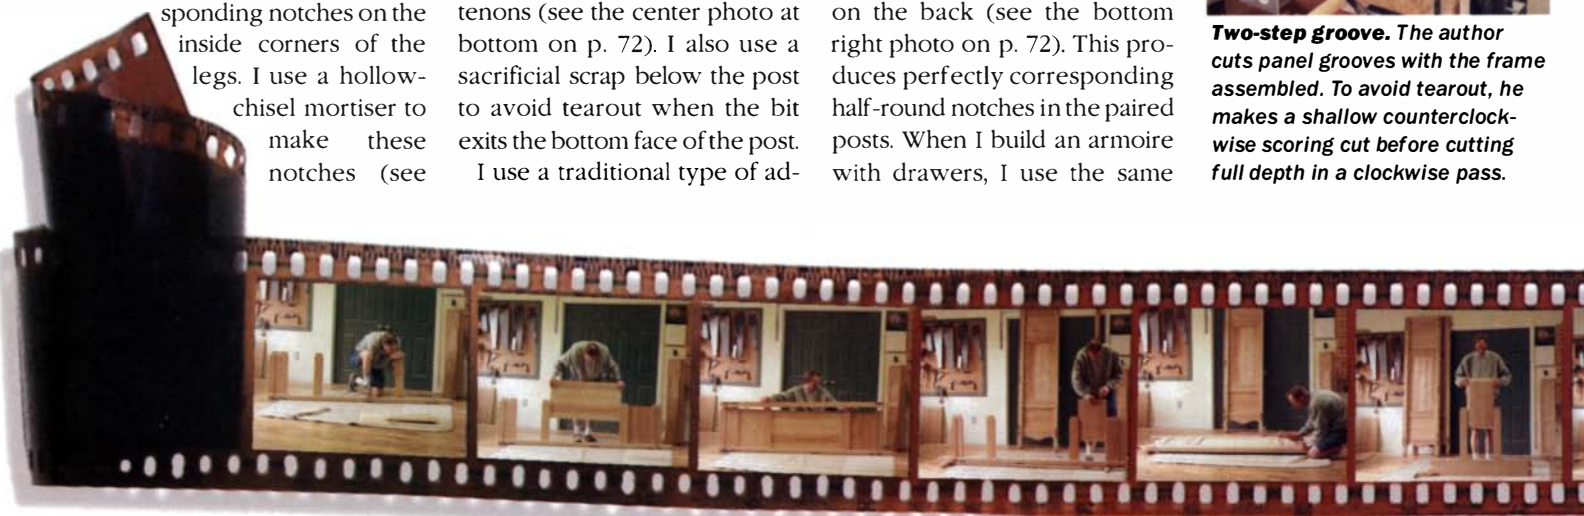 sponding notches on the
inside corners of the
legs. I use a hollow-
chisel mortiser to
make these
notches (see
tenons (see the center photo at
bottom on p. 72). I also use a
sacrificial scrap below the post
to avoid tearout when the bit
exits the bottom face of the post.
I use a traditional type of ad-
on the back (see the bottom
right photo on p. 72). This pro-
duces perfectly corresponding
half-round notches in the paired
posts. When I build an armoire
with drawers, I use the same
Two-step groove. The author
cuts panel grooves with the frame
assembled. To avoid tearout, he
makes a shallow counterclock-
wise scoring cut before cutting
full depth in a clockwise pass.